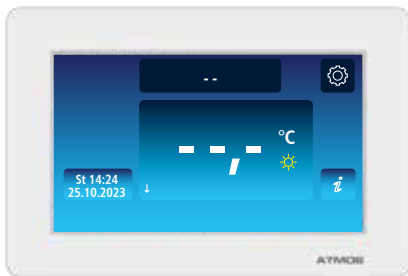 - -
--,-
°C
St 14:24
25.10.2023
↓
i
ATMOS